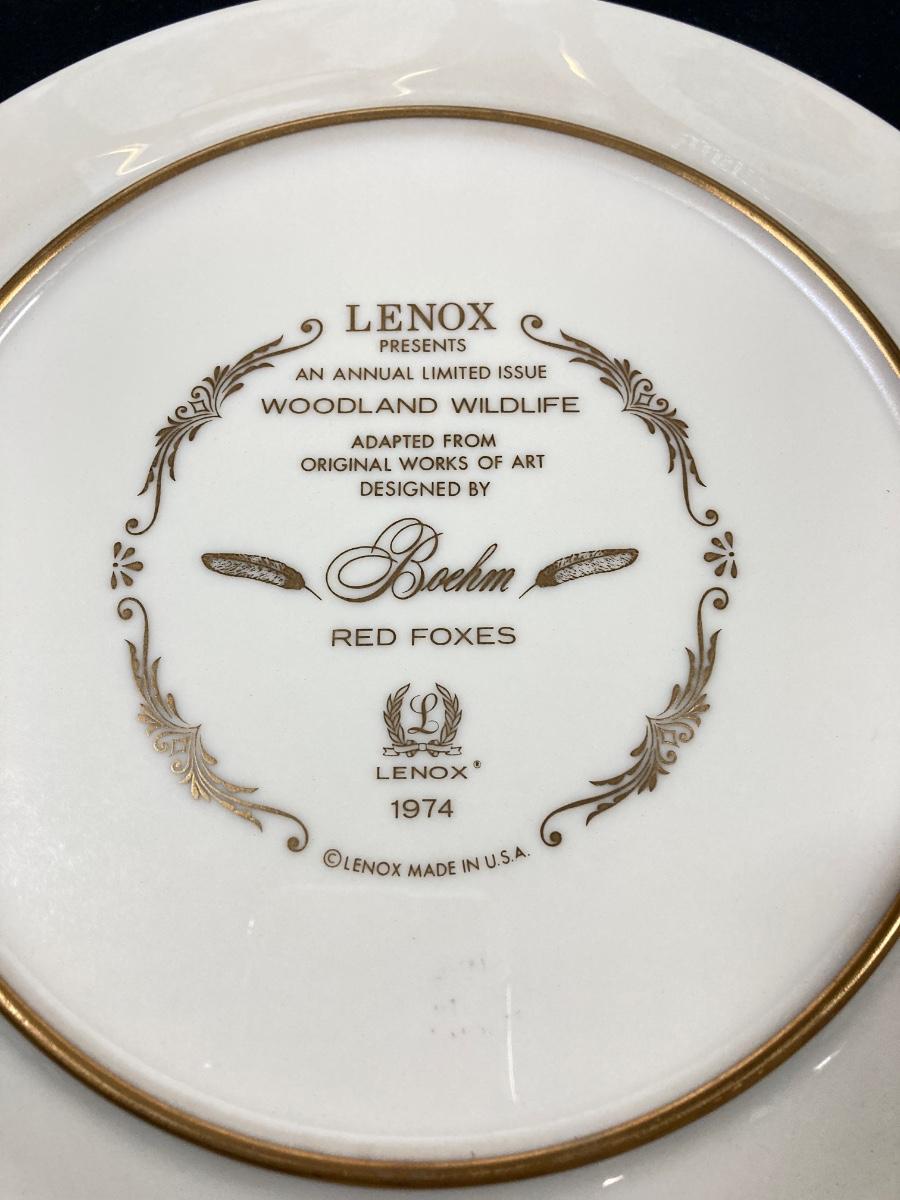 LENOX
PRESENTS
AN ANNUAL LIMITED ISSUE
WOODLAND WILDLIFE
ADAPTED FROM
ORIGINAL WORKS OF ART
DESIGNED BY
Boehm
RED FOXES
L
LENOX®
1974
©LENOX MADE IN U.S.A.